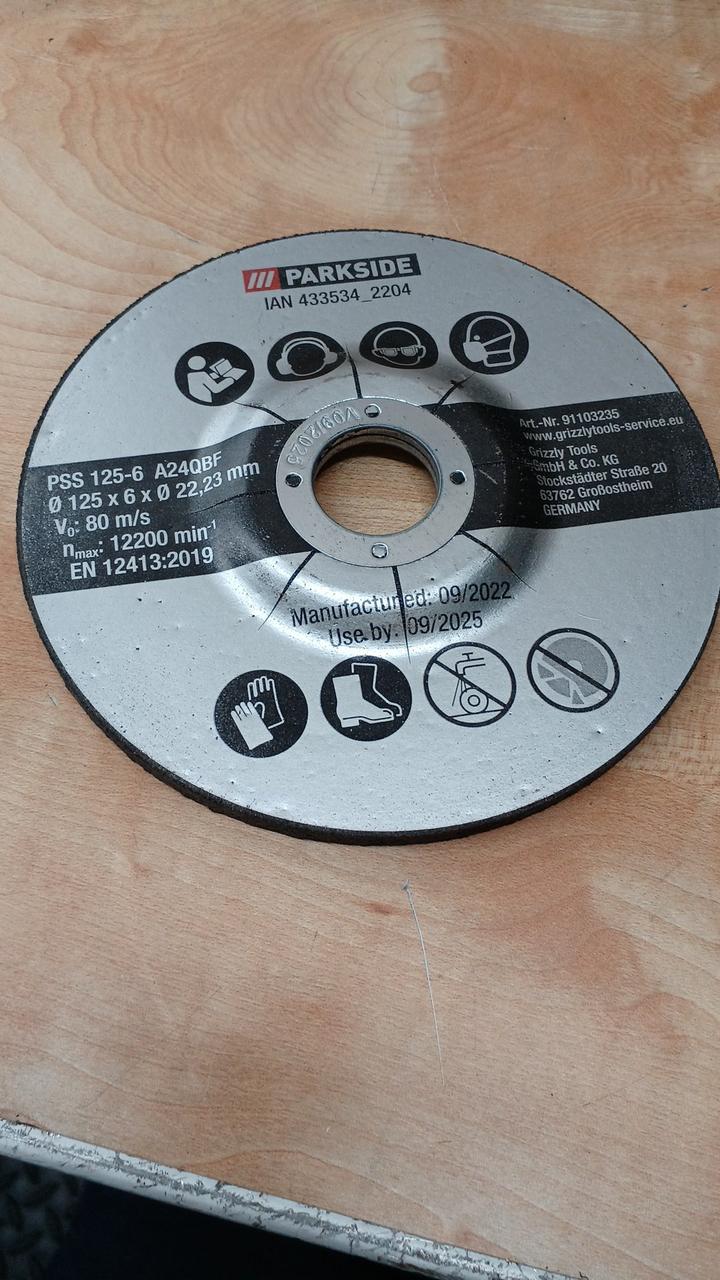 PARKSIDE
IAN 433534_2204
V09/2025
PSS 125-6 A24QBF
Ø 125 x 6 x Ø 22,23 mm
V₀: 80 m/s
nmax: 12200 min⁻¹
EN 12413:2019
Art.-Nr. 91103235
www.grizzlytools-service.eu
Grizzly Tools
GmbH & Co. KG
Stockstädter Straße 20
63762 Großostheim
GERMANY
Manufactured: 09/2022
Use by: 09/2025